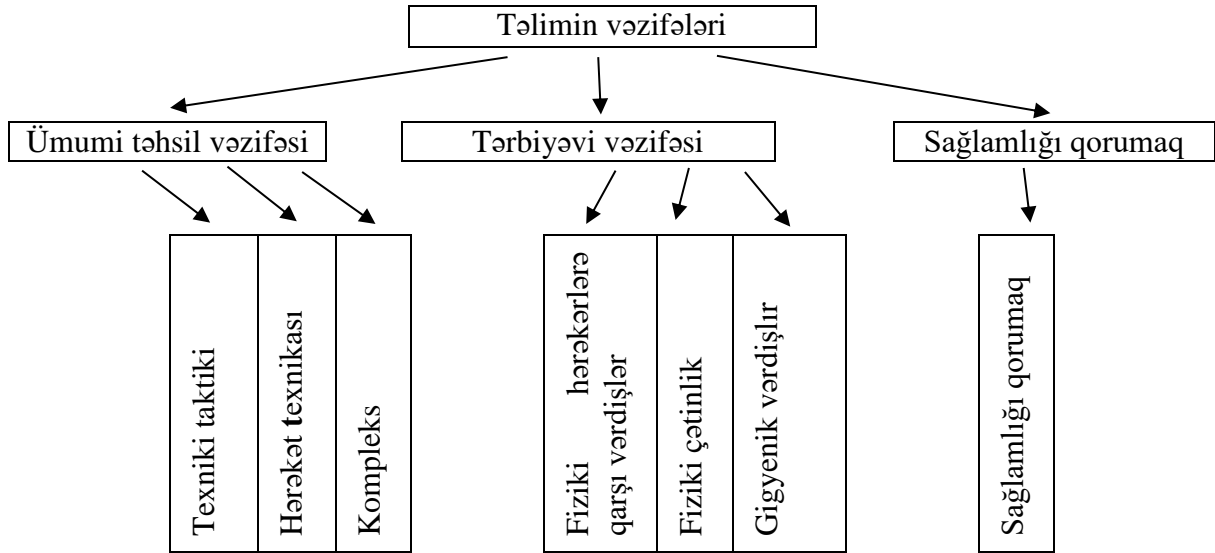 Təlimin vəzifələri
Ümumi təhsil vəzifəsi
Tərbiyəvi vəzifəsi
Sağlamlığı qorumaq
Texniki taktiki
Hərəkət texnikası
Kompleks
Fiziki hərəkərlərə
qarşı vərdişlər
Fiziki çətinlik
Gigyenik vərdişlır
Sağlamlığı qorumaq